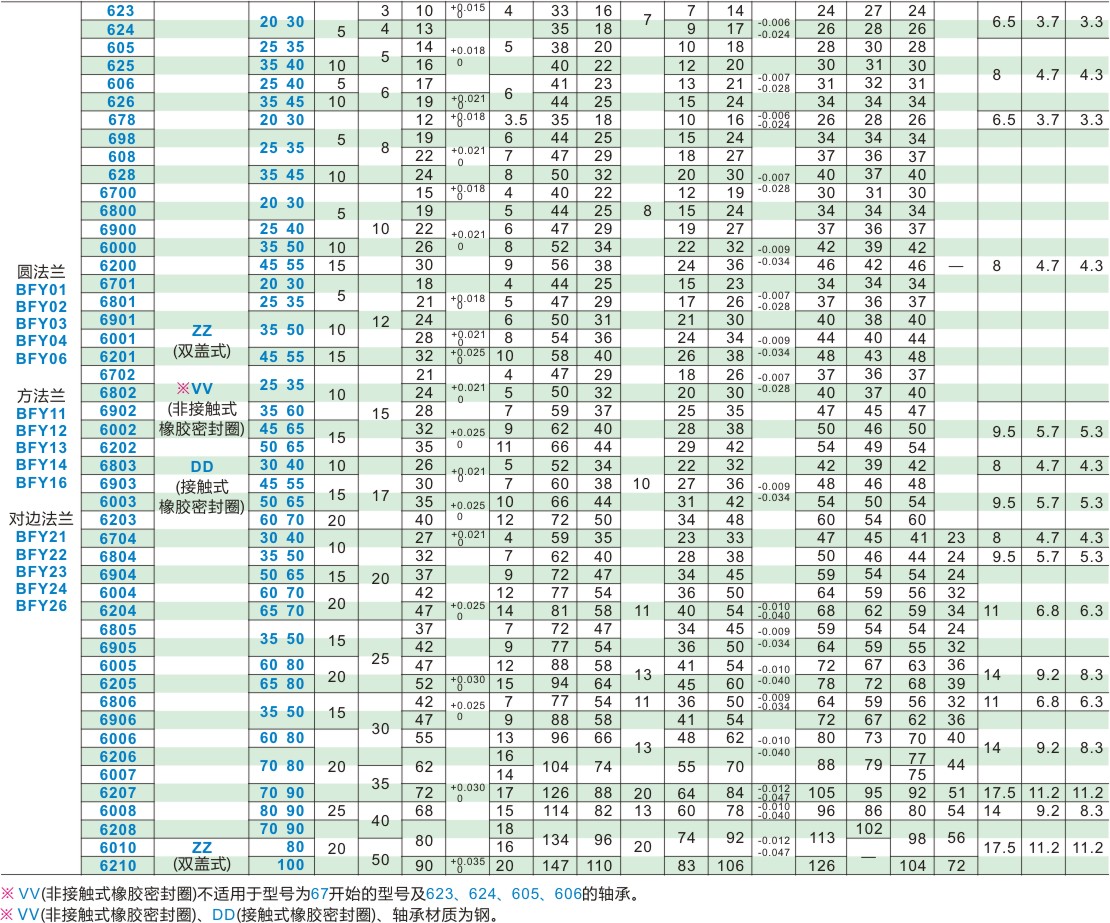 623 20 30 5 3 10 +0.015 0 4 33 16 7 7 14 -0.006 -0.024 24 27 24 6.5 3.7 3.3
624 4 13 35 18 9 17 26 28 26
605 25 35 5 14 +0.018 0 5 38 20 10 18 28 30 28
625 35 40 10 16 40 22 12 20 30 31 30 8 4.7 4.3
606 25 40 5 6 17 6 41 23 13 21 -0.007 -0.028 31 32 31
626 35 45 10 19 +0.021 0 44 25 15 24 34 34 34
678 20 30 5 8 12 +0.018 0 3.5 35 18 8 10 16 -0.006 -0.024 26 28 26 6.5 3.7 3.3
698 25 35 19 +0.021 0 6 44 25 15 24 -0.007 -0.028 34 34 34
608 22 7 47 29 18 27 37 36 37
628 35 45 10 24 8 50 32 20 30 40 37 40
6700 20 30 5 10 15 +0.018 0 4 40 22 12 19 30 31 30
6800 19 +0.021 0 5 44 25 15 24 34 34 34
6900 25 40 22 6 47 29 19 27 37 36 37
6000 35 50 10 26 8 52 34 22 32 -0.009 -0.034 42 39 42
6200 45 55 15 30 9 56 38 24 36 46 42 46 — 8 4.7 4.3
圆法兰
BFY01
BFY02
BFY03
BFY04
BFY06
6701 20 30 5 12 18 +0.018 0 4 44 25 15 23 -0.007 -0.028 34 34 34
6801 25 35 21 5 47 29 17 26 37 36 37
6901 35 50 10 24 +0.021 0 6 50 31 21 30 -0.009 -0.034 40 38 40
ZZ
(双盖式)
6001 28 8 54 36 24 34 44 40 44
6201 45 55 15 32 +0.025 0 10 58 40 26 38 48 43 48
6702 25 35 10 15 21 +0.021 0 4 47 29 18 26 -0.007 -0.028 37 36 37
6802 24 5 50 32 20 30 40 37 40
※VV
(非接触式
橡胶密封圈)
方法兰
BFY11
BFY12
BFY13
BFY14
BFY16
6902 35 60 28 +0.025 0 7 59 37 10 25 35 -0.009 -0.034 47 45 47 9.5 5.7 5.3
6002 45 65 15 32 9 62 40 28 38 50 46 50
6202 50 65 35 11 66 44 29 42 54 49 54
6803 30 40 10 17 26 +0.021 0 5 52 34 22 32 42 39 42 8 4.7 4.3
DD
(接触式
橡胶密封圈)
6903 45 55 15 30 7 60 38 27 36 48 46 48 9.5 5.7 5.3
6003 50 65 35 +0.025 0 10 66 44 31 42 54 50 54
6203 60 70 20 40 12 72 50 34 48 60 54 60
对边法兰
BFY21
BFY22
BFY23
BFY24
BFY26
6704 30 40 10 20 27 +0.021 0 4 59 35 23 33 47 45 41 23 8 4.7 4.3
6804 35 50 32 +0.025 0 7 62 40 28 38 50 46 44 24 9.5 5.7 5.3
6904 50 65 15 37 9 72 47 11 34 45 59 54 54 24 11 6.8 6.3
6004 60 70 20 42 12 77 54 36 50 64 59 56 32
6204 65 70 47 14 81 58 40 54 -0.010 -0.040 68 62 59 34
6805 35 50 15 25 37 7 72 47 34 45 -0.009 -0.034 59 54 54 24
6905 42 9 77 54 36 50 64 59 55 32
6005 60 80 20 47 12 88 58 13 41 54 -0.010 -0.040 72 67 63 36 14 9.2 8.3
6205 65 80 52 +0.030 0 15 94 64 45 60 78 72 68 39
6806 35 50 15 30 42 +0.025 0 7 77 54 11 36 50 -0.009 -0.034 64 59 56 32 11 6.8 6.3
6906 47 9 88 58 13 41 54 -0.010 -0.040 72 67 62 36 14 9.2 8.3
6006 60 80 20 55 +0.030 0 13 96 66 48 62 80 73 70 40
6206 70 80 62 16 104 74 55 70 88 79 77 44
6007 35 14 75
6207 70 90 72 17 126 88 20 64 84 -0.012 -0.047 105 95 92 51 17.5 11.2 11.2
6008 80 90 25 40 68 15 114 82 13 60 78 -0.010 -0.040 96 86 80 54 14 9.2 8.3
6208 70 90 20 80 18 134 96 20 74 92 -0.012 -0.047 113 102 98 56 17.5 11.2 11.2
6010 ZZ 80 50 16 —
6210 (双盖式) 100 90 +0.035 0 20 147 110 83 106 126 104 72
※ VV(非接触式橡胶密封圈)不适用于型号为67开始的型号及623、624、605、606的轴承。
※ VV(非接触式橡胶密封圈)、DD(接触式橡胶密封圈)、轴承材质为钢。